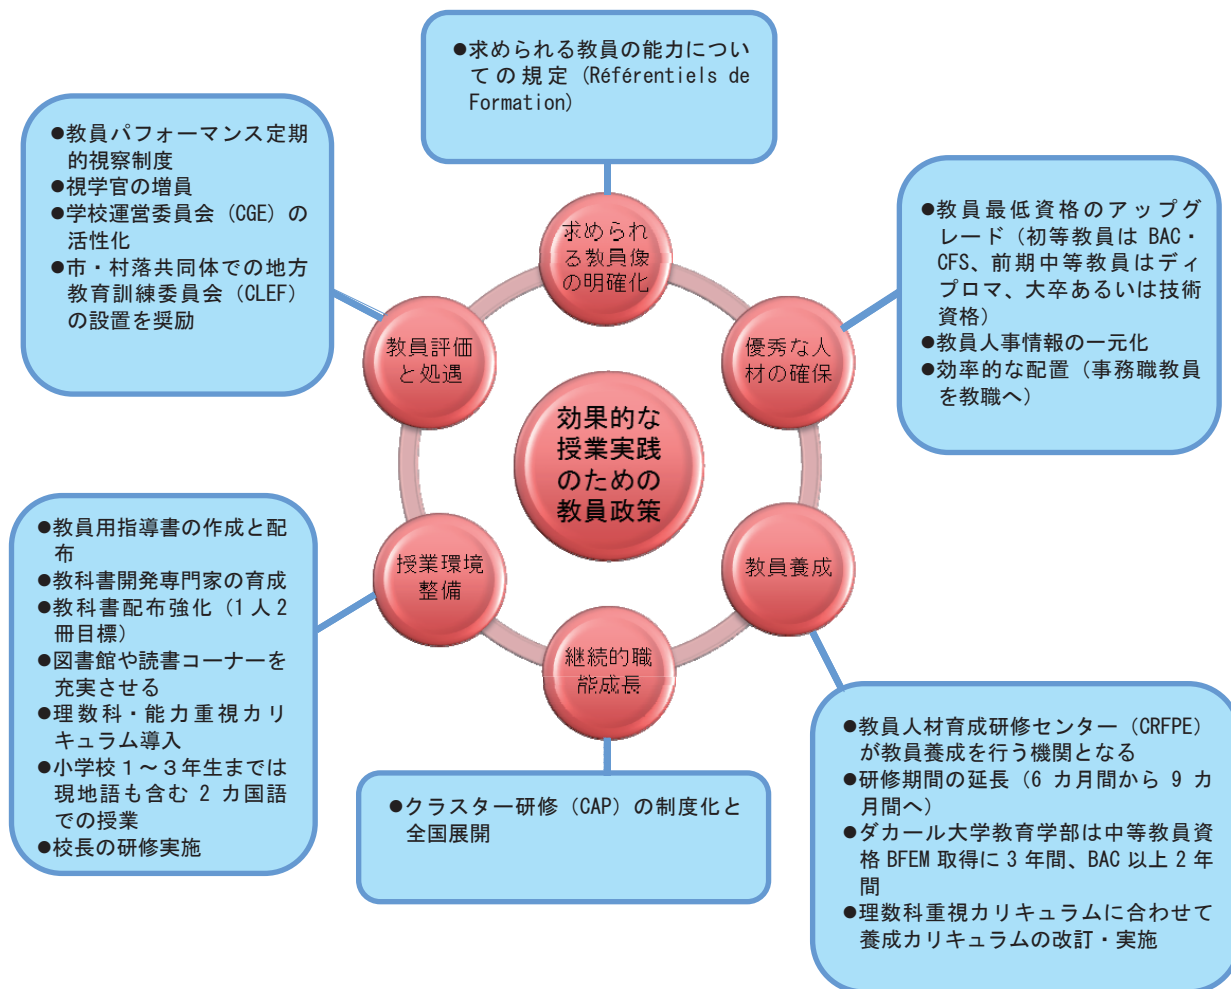 ●求められる教員の能力につい
ての規定（Référentiels de
Formation）
●教員パフォーマンス定期
的視察制度
●視学官の増員
●学校運営委員会（CGE）の
活性化
●市・村落共同体での地方
教育訓練委員会（CLEF）
の設置を奨励
●教員最低資格のアップグ
レード（初等教員は BAC・
CFS、前期中等教員はディ
プロマ、大卒あるいは技術
資格）
●教員人事情報の一元化
●効率的な配置（事務職教員
を教職へ）
求められ
る教員像
の明確化
教員評価
と処遇
優秀な人
材の確保
効果的な
授業実践
のための
教員政策
授業環境
整備
教員養成
継続的職
能成長
●教員用指導書の作成と配
布
●教科書開発専門家の育成
●教科書配布強化（1 人 2
冊目標）
●図書館や読書コーナーを
充実させる
●理数科・能力重視カリ
キュラム導入
●小学校１～３年生までは
現地語も含む 2 カ国語
での授業
●校長の研修実施
●クラスター研修（CAP）の制度化と
全国展開
●教員人材育成研修センター（CRFPE）
が教員養成を行う機関となる
●研修期間の延長（6 カ月間から 9 カ
月間へ）
●ダカール大学教育学部は中等教員資
格 BFEM 取得に 3 年間、BAC 以上 2 年
間
●理数科重視カリキュラムに合わせて
養成カリキュラムの改訂・実施